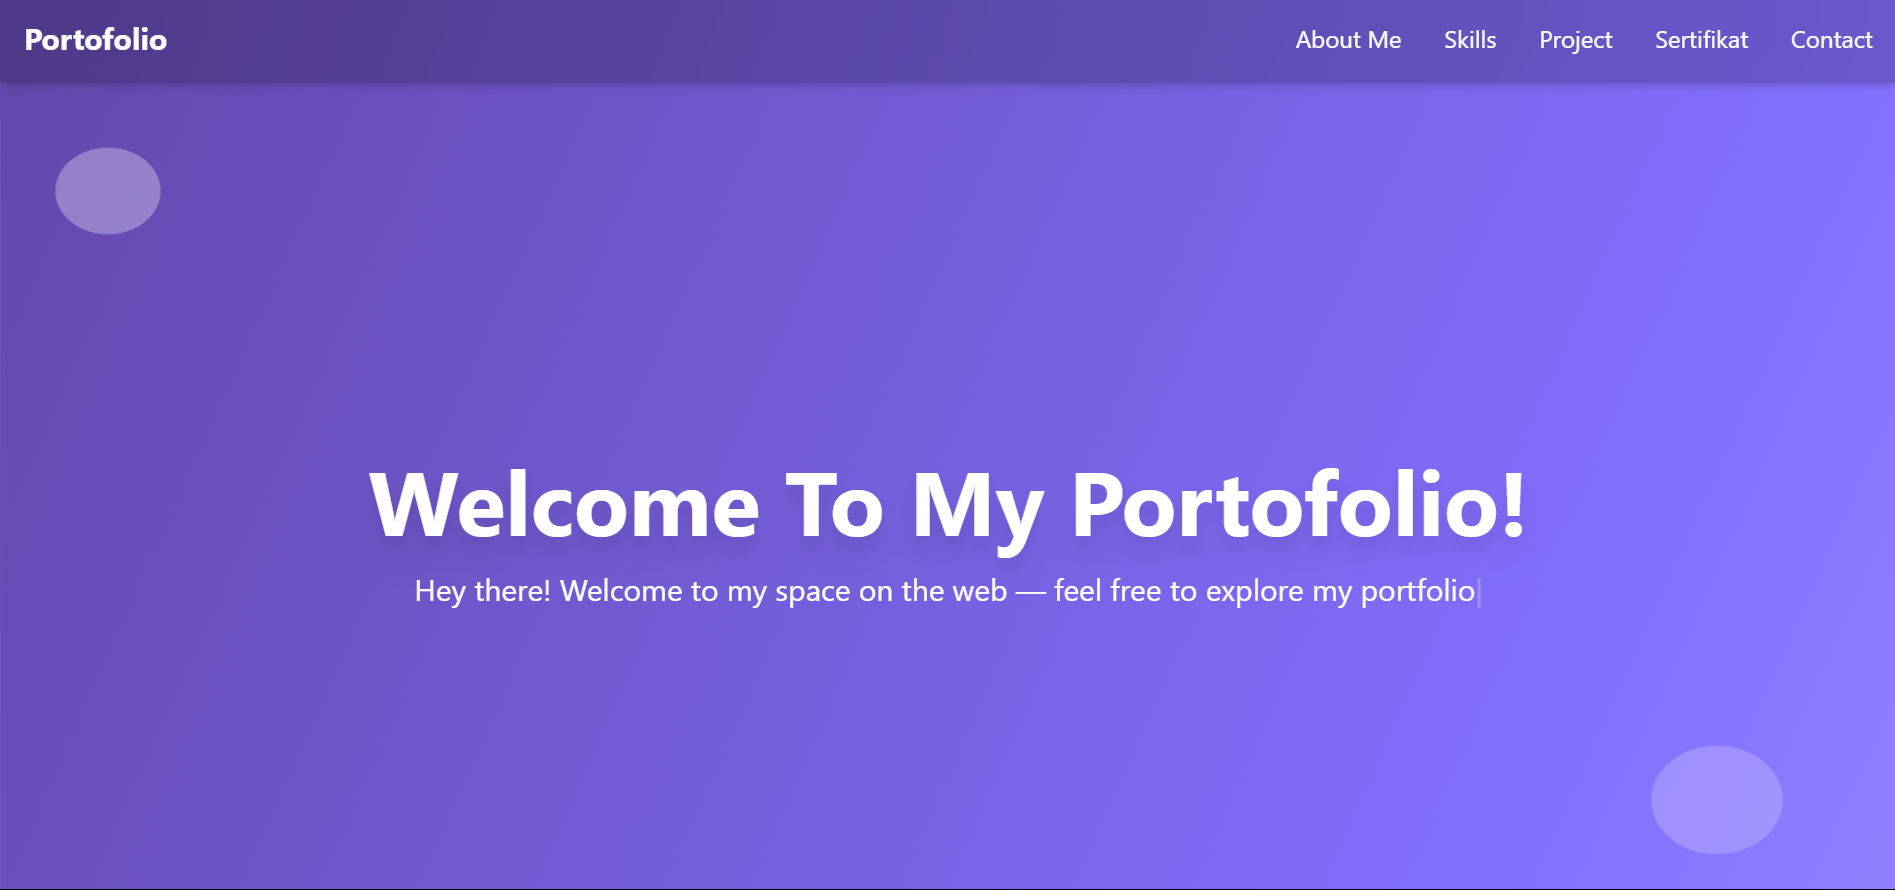 Portofolio
About Me Skills Project Sertifikat Contact
Welcome To My Portofolio!
Hey there! Welcome to my space on the web — feel free to explore my portfolio